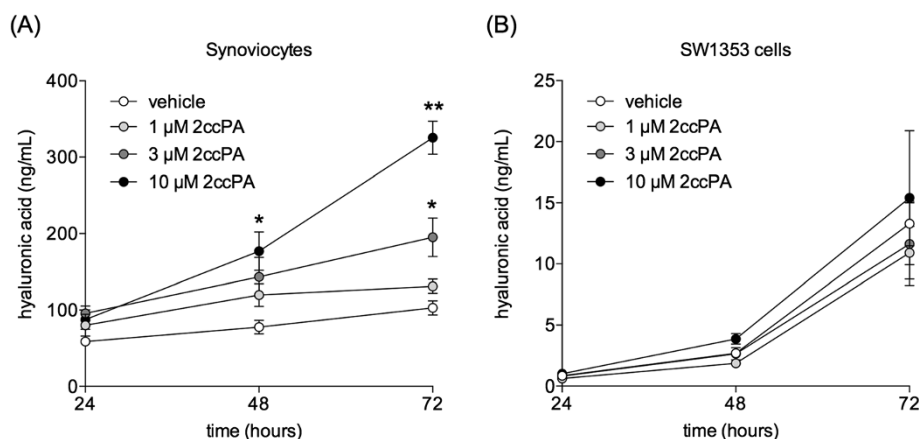 (A)
Synoviocytes
hyaluronic acid (ng/mL)
400
300
200
100
0
vehicle
1 µM 2ccPA
3 µM 2ccPA
10 µM 2ccPA
*
**
*
24
48
72
time (hours)
(B)
SW1353 cells
hyaluronic acid (ng/mL)
25
20
15
10
5
0
vehicle
1 µM 2ccPA
3 µM 2ccPA
10 µM 2ccPA
24
48
72
time (hours)